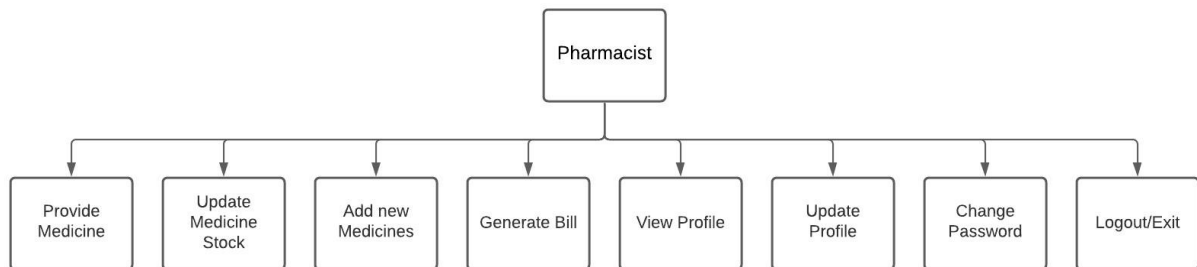 Pharmacist
Provide
Medicine
Update
Medicine
Stock
Add new
Medicines
Generate Bill
View Profile
Update
Profile
Change
Password
Logout/Exit